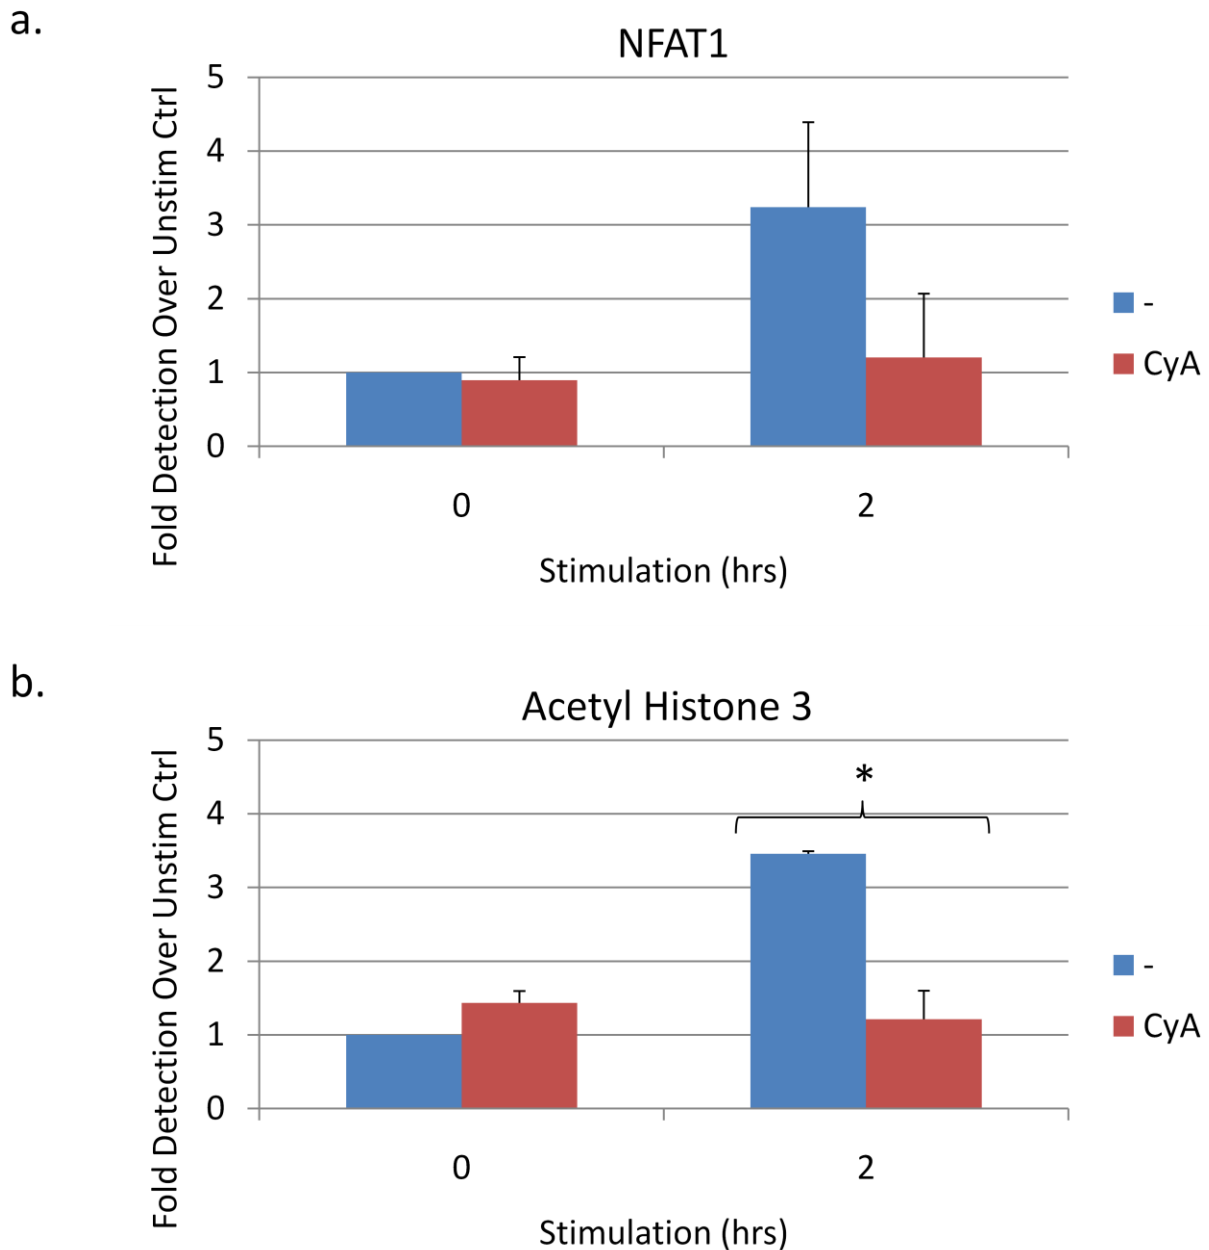 a.
NFAT1
Fold Detection Over Unstim Ctrl
5
4
3
2
1
0
0 2
Stimulation (hrs)
-
CyA
b.
Acetyl Histone 3
Fold Detection Over Unstim Ctrl
5
4
3
2
1
0
*
0 2
Stimulation (hrs)
-
CyA